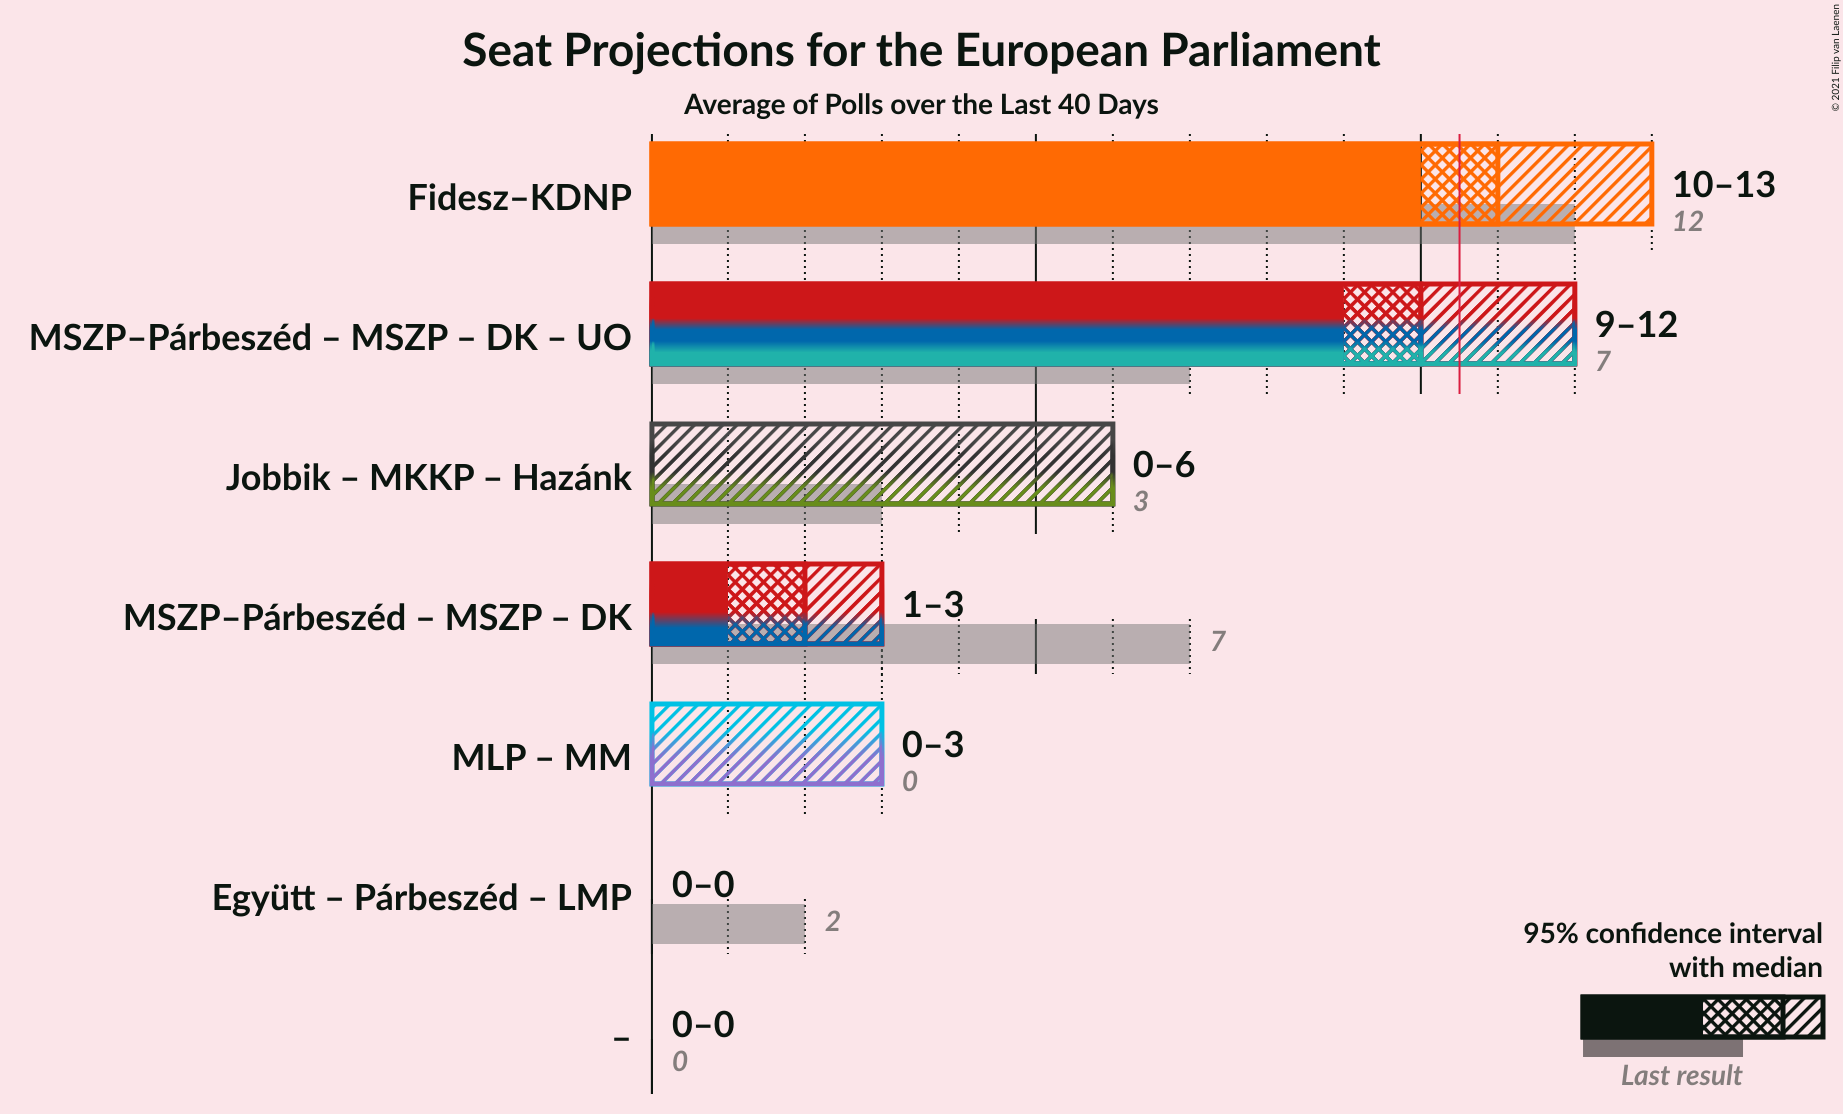 Seat Projections for the European Parliament
Average of Polls over the Last 40 Days
© 2021 Filip van Laenen
Fidesz–KDNP
10–13
12
MSZP–Párbeszéd – MSZP – DK – UO
9–12
7
Jobbik – MKKP – Hazánk
0–6
3
MSZP–Párbeszéd – MSZP – DK
1–3
7
MLP – MM
0–3
0
Együtt – Párbeszéd – LMP
0–0
2
–
0–0
0
95% confidence interval
with median
Last result